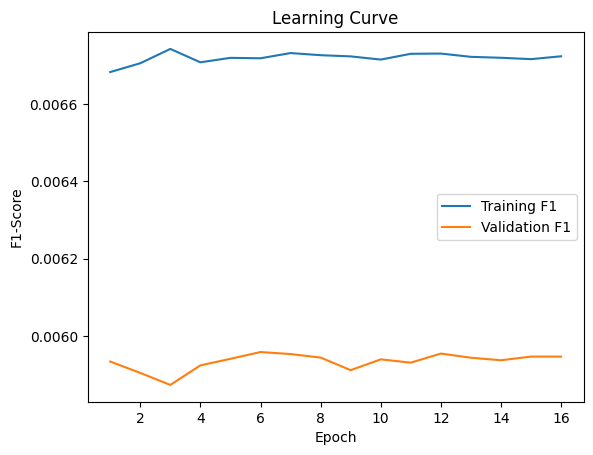 Learning Curve
F1-Score
0.0066
0.0064
0.0062
0.0060
Training F1
Validation F1
2 4 6 8 10 12 14 16
Epoch